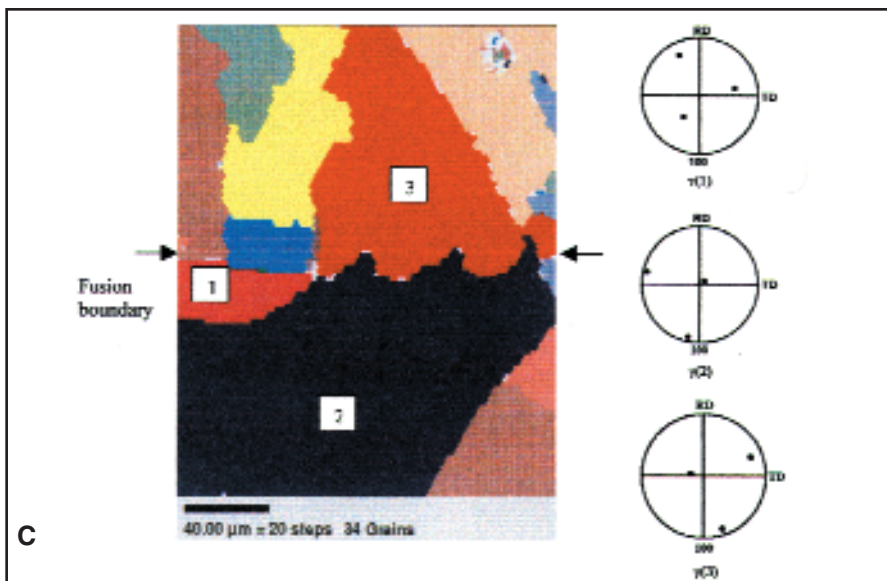 RD
TD
100
γ(1)
3
Fusion
boundary
1
RD
TD
100
γ(2)
2
RD
TD
100
γ(3)
C
40.00 µm = 20 steps 34 Grains